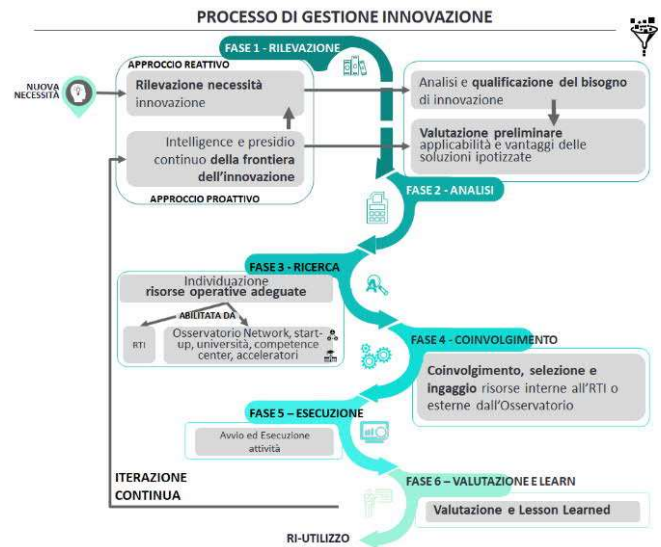 PROCESSO DI GESTIONE INNOVAZIONE
FASE 1 - RILEVAZIONE
APPROCCIO REATTIVO
NUOVA
NECESSITÀ
Rilevazione necessità
innovazione
Analisi e qualificazione del bisogno
di innovazione
Intelligence e presidio
continuo della frontiera
dell'innovazione
Valutazione preliminare
applicabilità e vantaggi delle
soluzioni ipotizzate
APPROCCIO PROATTIVO
FASE 2 - ANALISI
FASE 3 - RICERCA
Individuazione
risorse operative adeguate
ABILITATA DA
RTI
Osservatorio Network, start-
up, università, competence
center, acceleratori
FASE 4 - COINVOLGIMENTO
Coinvolgimento, selezione e
ingaggio risorse interne all'RTI o
esterne dall'Osservatorio
FASE 5 – ESECUZIONE
Avvio ed Esecuzione
attività
ITERAZIONE
CONTINUA
FASE 6 – VALUTAZIONE E LEARN
Valutazione e Lesson Learned
RI-UTILIZZO